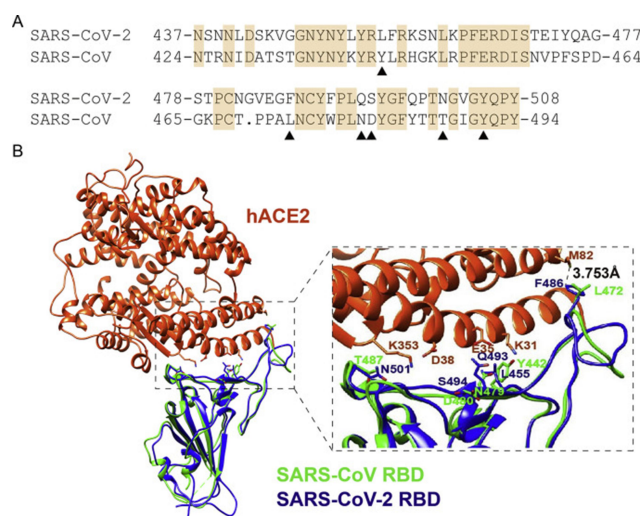 A
SARS-CoV-2 437-NSNNLDSKVGGNYNYLYRLFRKSNLKPFERDISTEIYQAG-477
SARS-CoV 424-NTRNIDATSTGNYNYKYRYLRHGKLRPFERDISNVPFSPD-464
SARS-CoV-2 478-STPCNGVEGFNCYFPLQSYGFQPTNGVGYQPY-508
SARS-CoV 465-GKPCT.PPALNCYWPLNDYGFYTTTGIGYQPY-494
B
hACE2
M82
3.753Å
F486
L472
K353
D38
E35
K31
T487
Q493
Y442
N501
S494
L455
D480
N479
SARS-CoV RBD
SARS-CoV-2 RBD